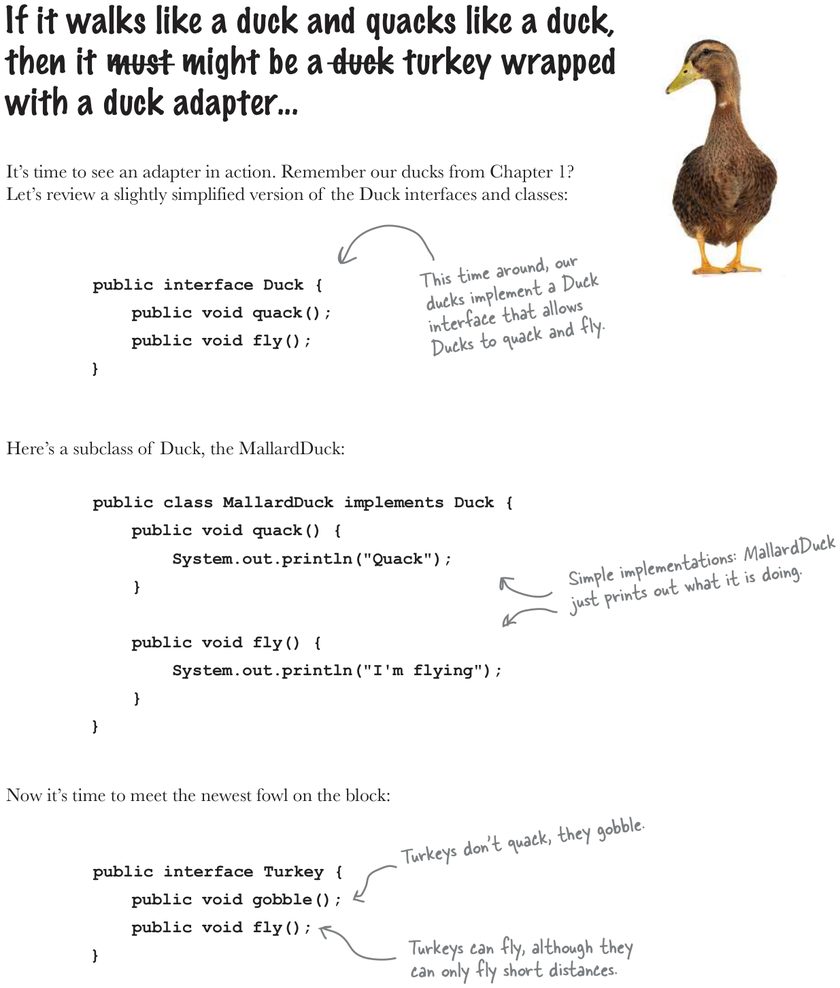 If it walks like a duck and quacks like a duck,
then it must might be a duck turkey wrapped
with a duck adapter...
It’s time to see an adapter in action. Remember our ducks from Chapter 1?
Let’s review a slightly simplified version of the Duck interfaces and classes:
public interface Duck {
public void quack();
public void fly();
}
This time around, our
ducks implement a Duck
interface that allows
Ducks to quack and fly.
Here’s a subclass of Duck, the MallardDuck:
public class MallardDuck implements Duck {
public void quack() {
System.out.println("Quack");
}
public void fly() {
System.out.println("I'm flying");
}
}
Simple implementations: MallardDuck
just prints out what it is doing.
Now it’s time to meet the newest fowl on the block:
public interface Turkey {
public void gobble();
public void fly();
}
Turkeys don’t quack, they gobble.
Turkeys can fly, although they
can only fly short distances.